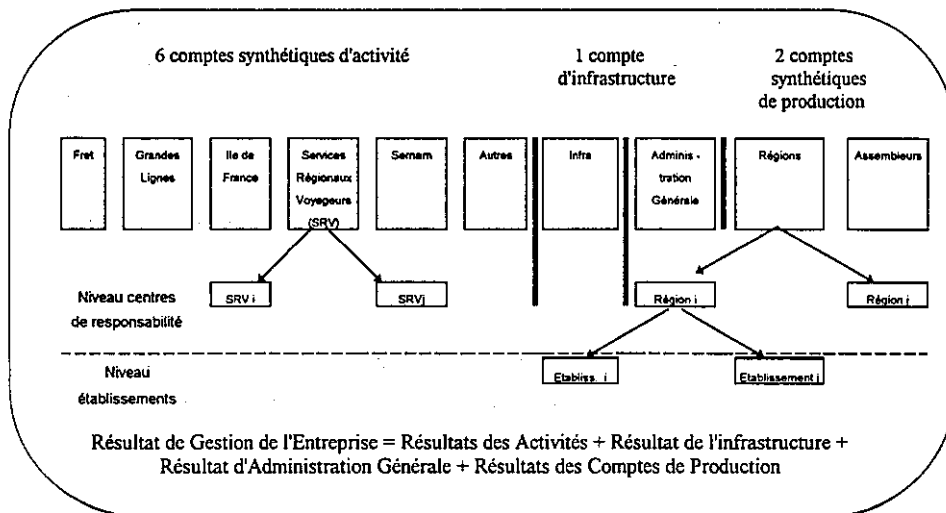 6 comptes synthétiques d'activité
1 compte
d'infrastructure
2 comptes
synthétiques
de production
Fret
Grandes
Lignes
Ile de
France
Services
Régionaux
Voyageurs
(SRV)
Sernam
Autres
Infra
Adminis -
tration
Générale
Régions
Assembleurs
Niveau centres
de responsabilité
SRV i
SRVj
Région i
Région j
Niveau
établissements
Etabliss. i
Etablissement j
Résultat de Gestion de l'Entreprise = Résultats des Activités + Résultat de l'infrastructure +
Résultat d'Administration Générale + Résultats des Comptes de Production